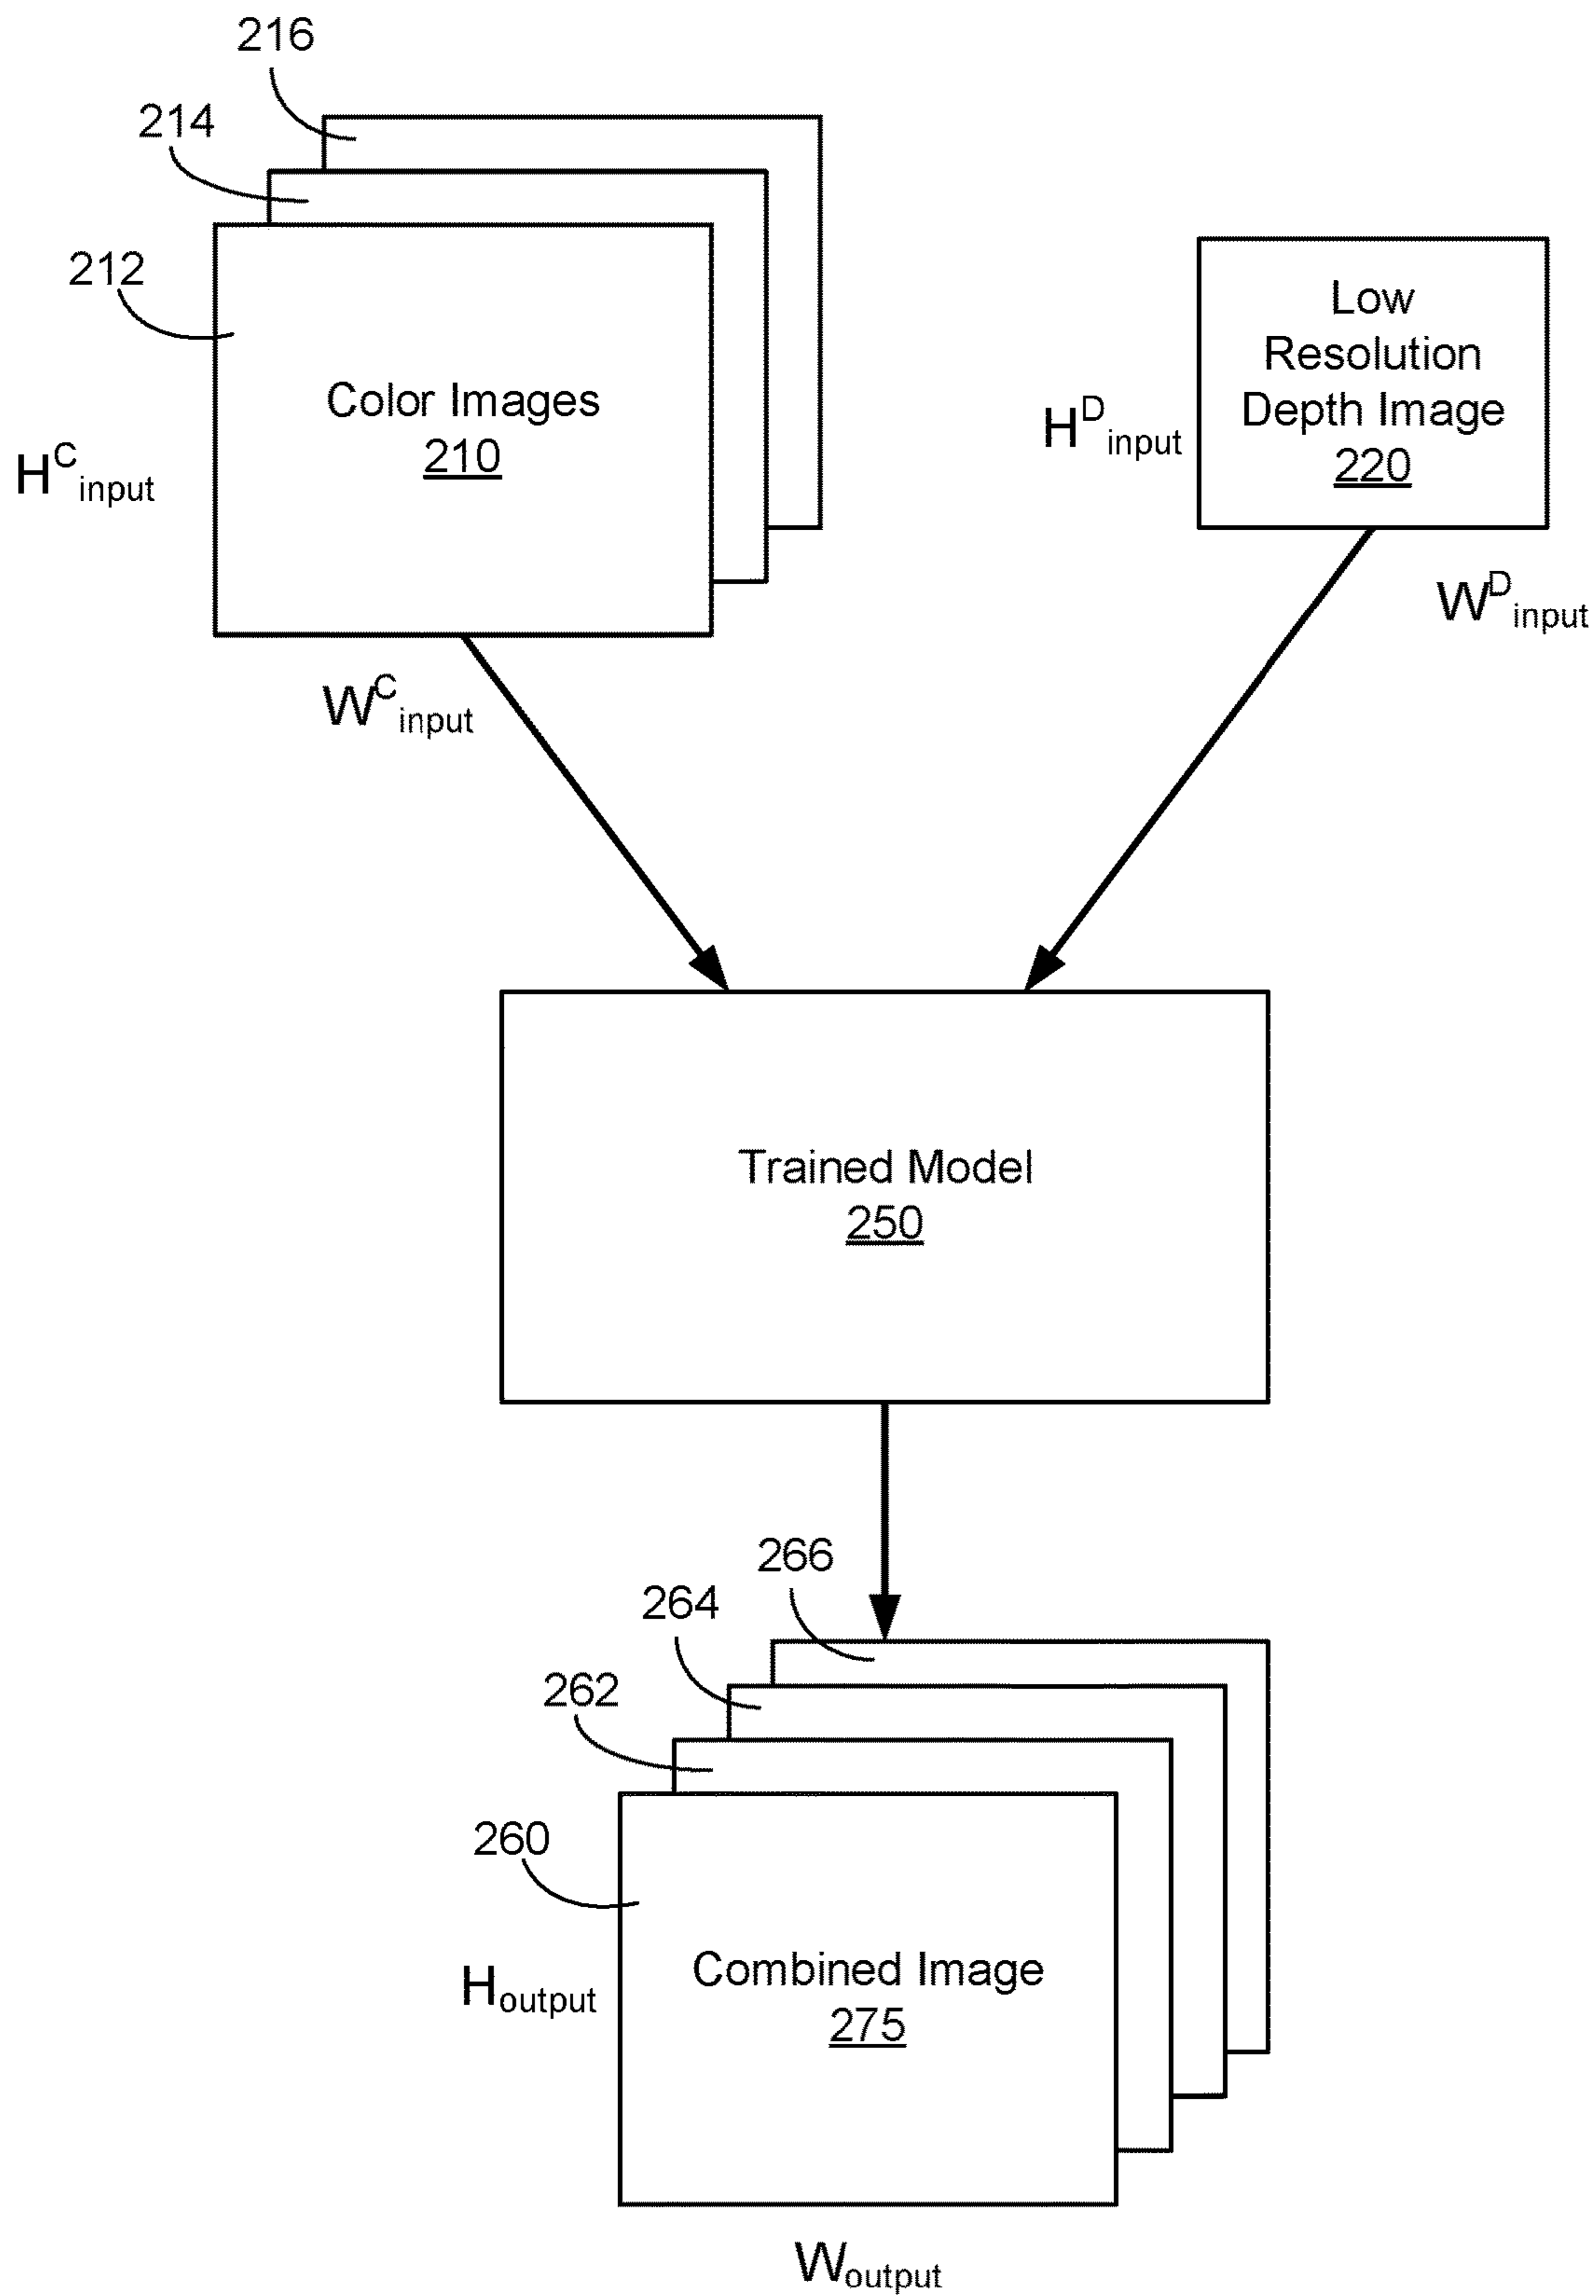 216
214
212
Color Images
210
H^C_input
W^C_input
Low
Resolution
Depth Image
220
H^D_input
W^D_input
Trained Model
250
266
264
262
260
Combined Image
275
H_output
W_output